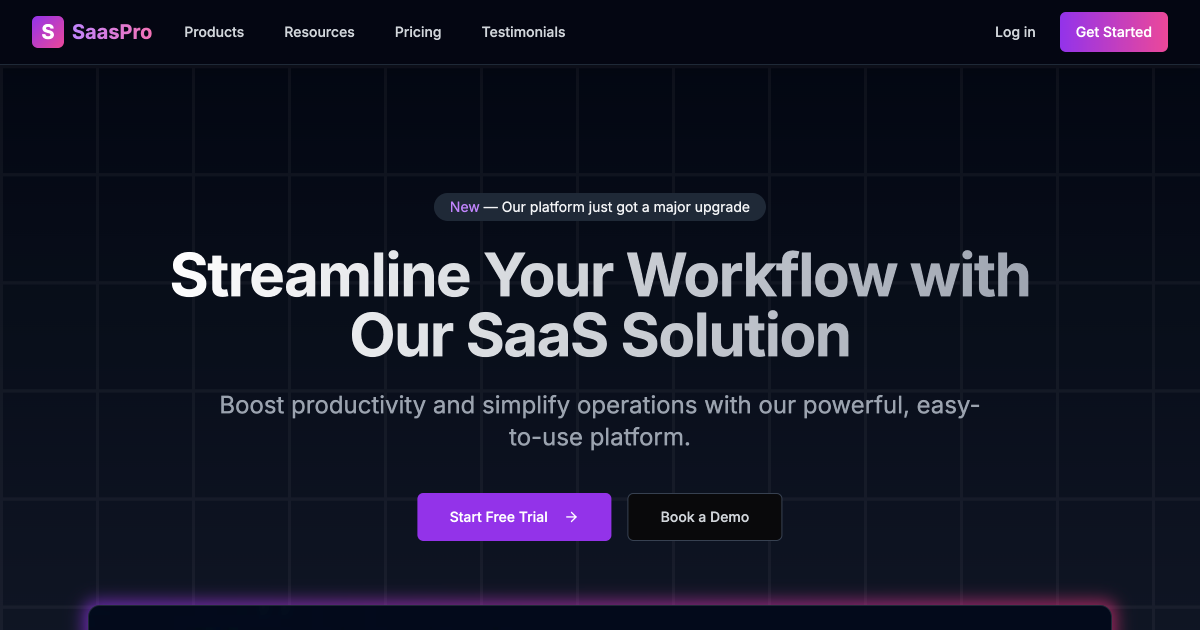 S SaasPro Products Resources Pricing Testimonials Log in Get Started
New — Our platform just got a major upgrade
Streamline Your Workflow with
Our SaaS Solution
Boost productivity and simplify operations with our powerful, easy-
to-use platform.
Start Free Trial → Book a Demo